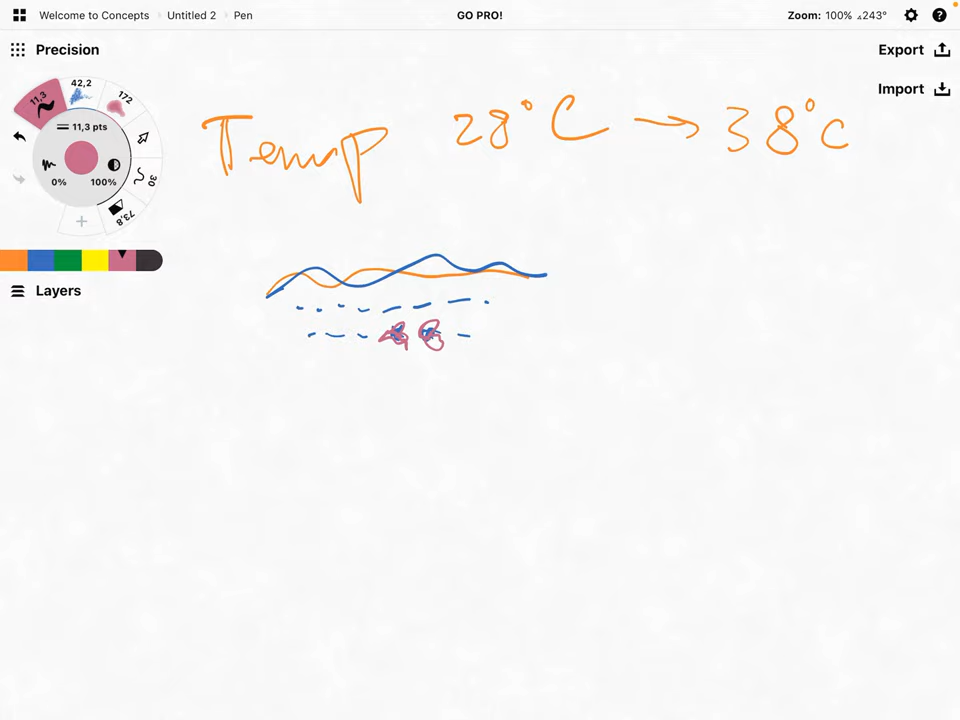 Welcome to Concepts › Untitled 2 › Pen
GO PRO!
Zoom: 100% ⊿243°
Precision
Export
Import
11,3
42,2
172
11,3 pts
0%
100%
30
73,8
Layers
Temp 28°C → 38°C